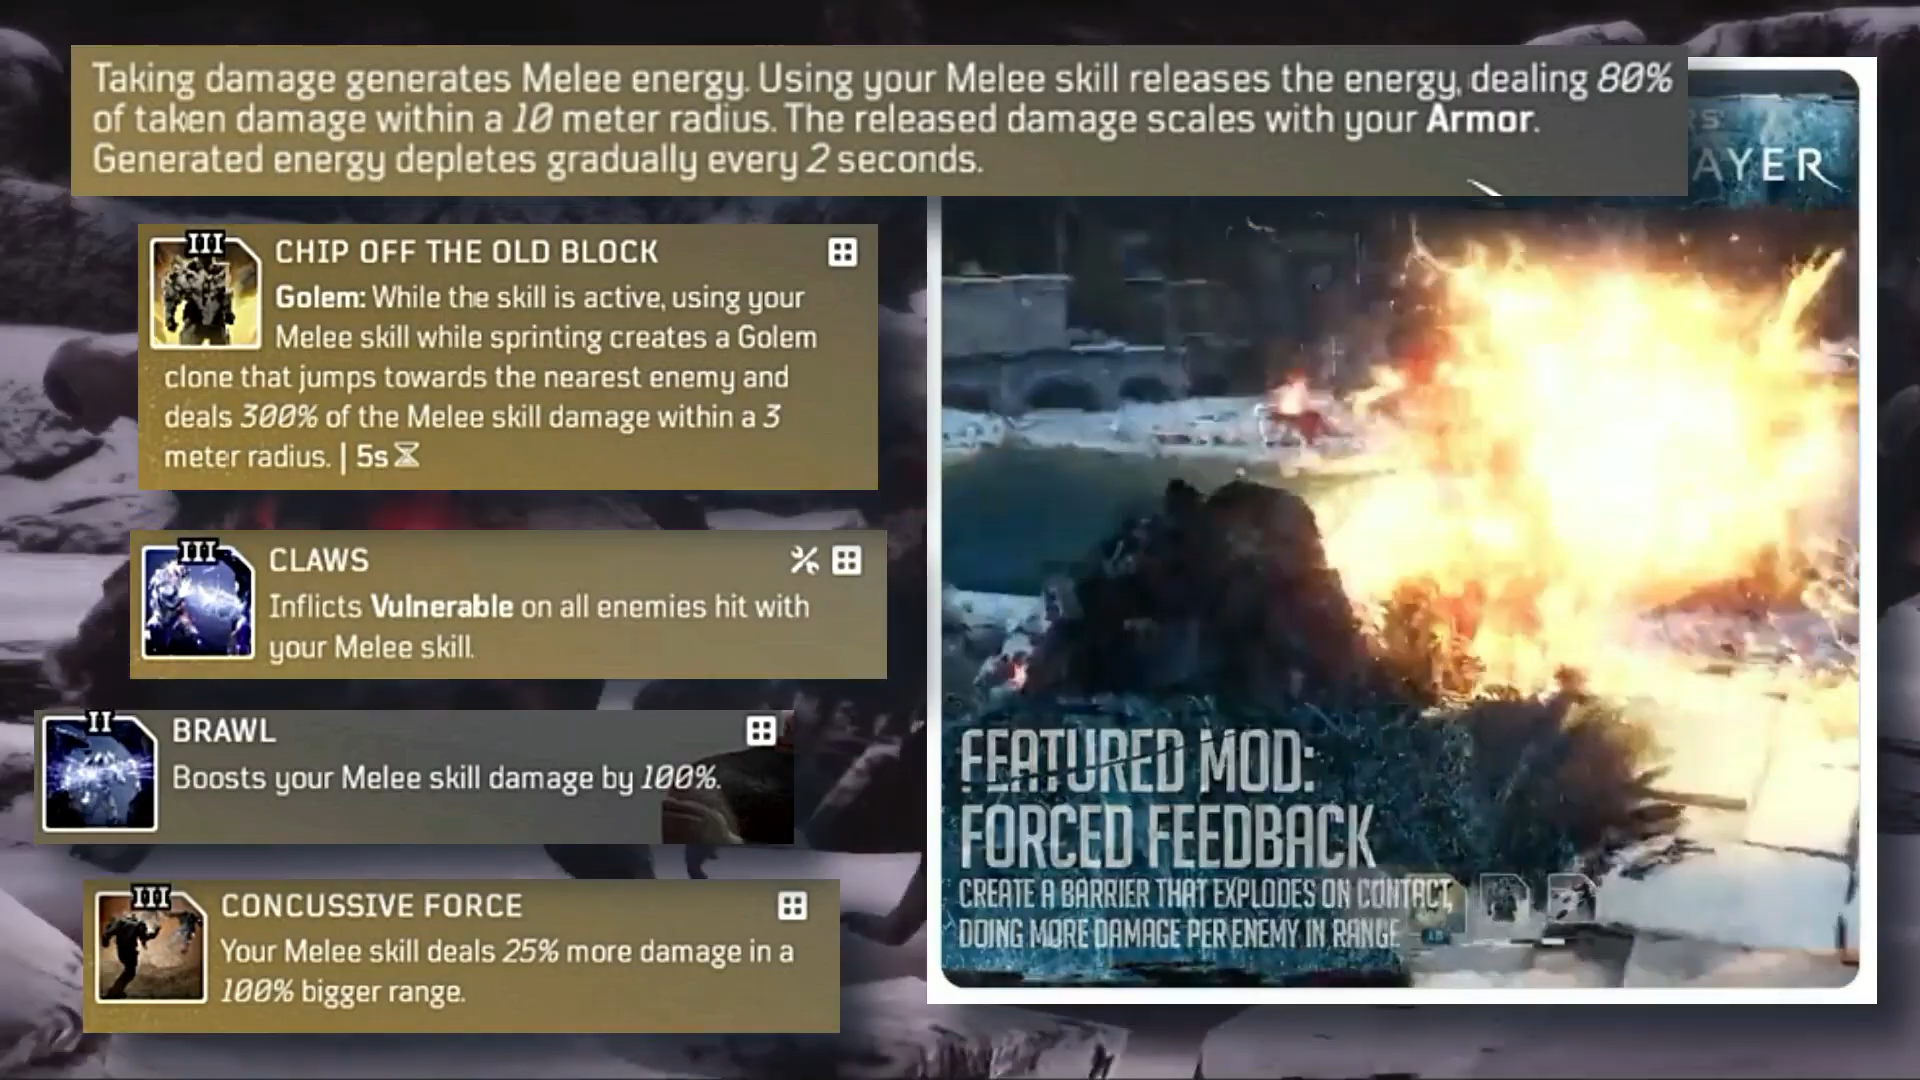 Taking damage generates Melee energy. Using your Melee skill releases the energy, dealing 80%
of taken damage within a 10 meter radius. The released damage scales with your Armor.
Generated energy depletes gradually every 2 seconds.
AYER
III
CHIP OFF THE OLD BLOCK
Golem: While the skill is active, using your
Melee skill while sprinting creates a Golem
clone that jumps towards the nearest enemy and
deals 300% of the Melee skill damage within a 3
meter radius. | 5s
III
CLAWS
Inflicts Vulnerable on all enemies hit with
your Melee skill.
II
BRAWL
Boosts your Melee skill damage by 100%.
III
CONCUSSIVE FORCE
Your Melee skill deals 25% more damage in a
100% bigger range.
FEATURED MOD:
FORCED FEEDBACK
CREATE A BARRIER THAT EXPLODES ON CONTACT,
DOING MORE DAMAGE PER ENEMY IN RANGE